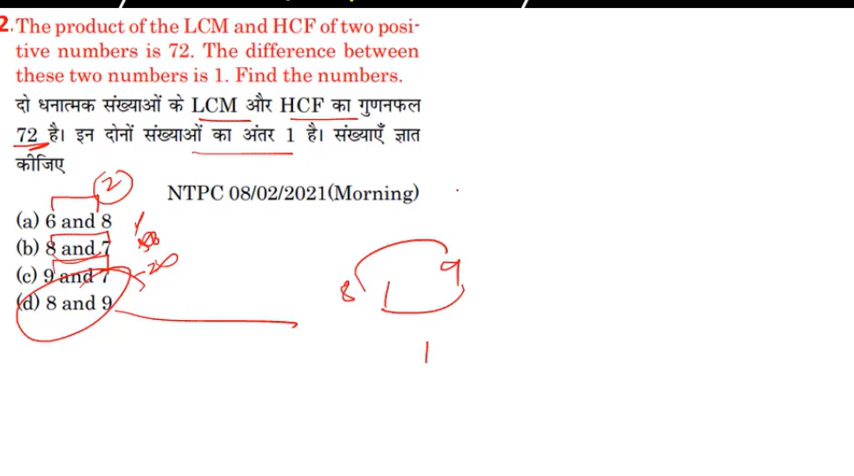 2. The product of the LCM and HCF of two posi-
tive numbers is 72. The difference between
these two numbers is 1. Find the numbers.
दो धनात्मक संख्याओं के LCM और HCF का गुणनफल
72 है। इन दोनों संख्याओं का अंतर 1 है। संख्याएँ ज्ञात
कीजिए
2
NTPC 08/02/2021(Morning)
(a) 6 and 8
(b) 8 and 7
(c) 9 and 7
(d) 8 and 9
8 9
1